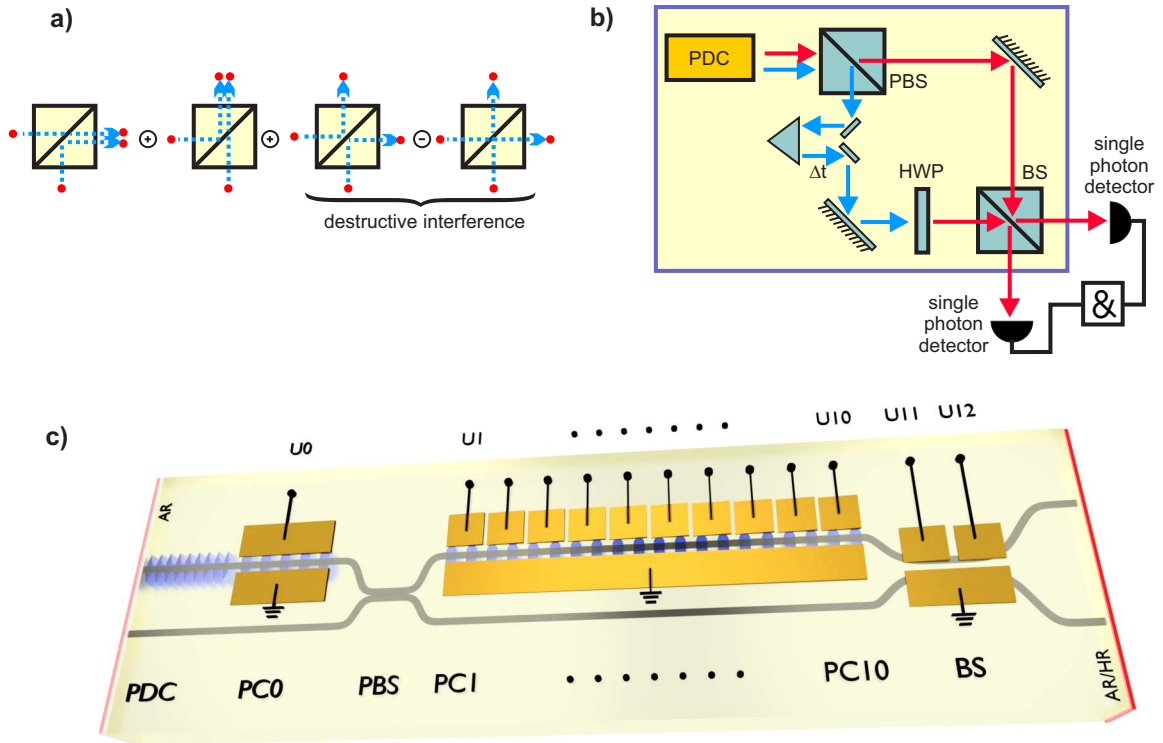 a)
+
+
-
destructive interference
b)
PDC
PBS
Δt
HWP
BS
single
photon
detector
single
photon
detector
&
c)
U0
U1
U10
U11
U12
AR
AR/HR
PDC
PC0
PBS
PC1
PC10
BS